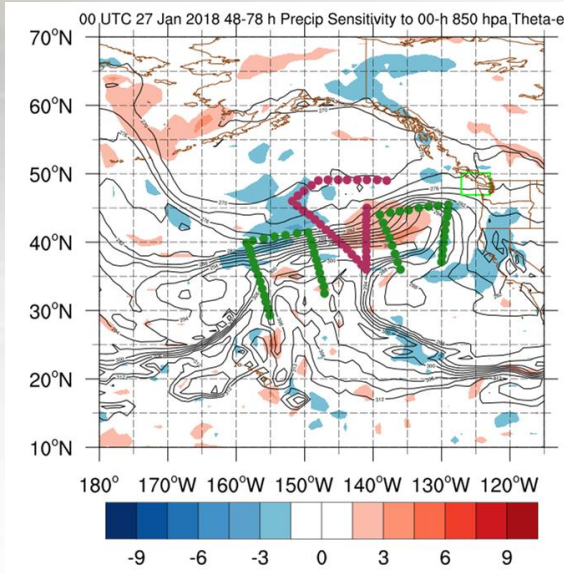 00 UTC 27 Jan 2018 48-78 h Precip Sensitivity to 00-h 850 hpa Theta-e
70°N
60°N
50°N
40°N
30°N
20°N
10°N
180° 170°W 160°W 150°W 140°W 130°W 120°W
-9 -6 -3 0 3 6 9